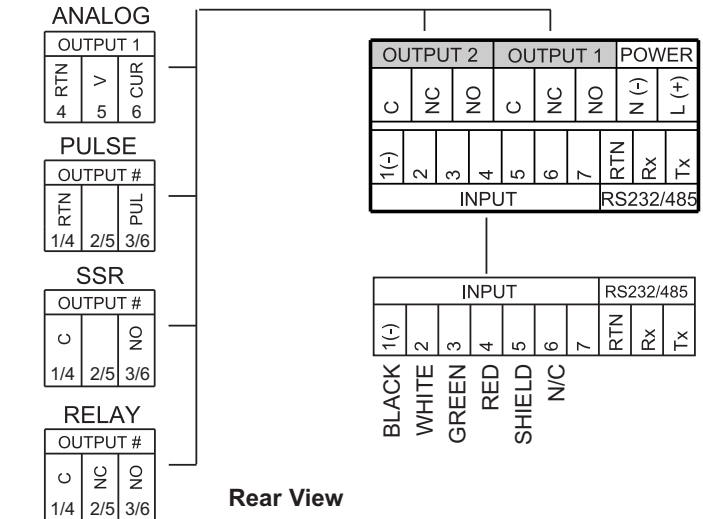 ANALOG
OUTPUT 1
RTN V CUR
4 5 6
PULSE
OUTPUT #
RTN PUL
1/4 2/5 3/6
SSR
OUTPUT #
C NO
1/4 2/5 3/6
RELAY
OUTPUT #
C NC NO
1/4 2/5 3/6
OUTPUT 2 OUTPUT 1 POWER
C NC NO C NC NO N (-) L (+)
1(-) 2 3 4 5 6 7 RTN Rx Tx
INPUT RS232/485
INPUT RS232/485
1(-) 2 3 4 5 6 7 RTN Rx Tx
BLACK WHITE GREEN RED SHIELD N/C
Rear View